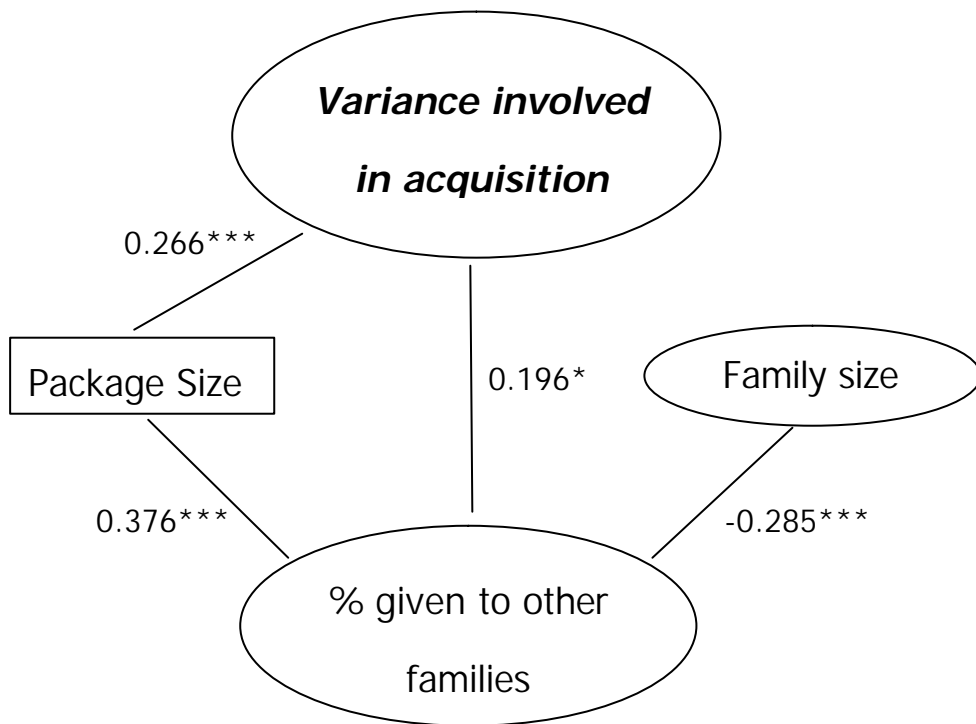 Variance involved
in acquisition
0.266***
Package Size
0.196*
Family size
0.376***
-0.285***
% given to other
families